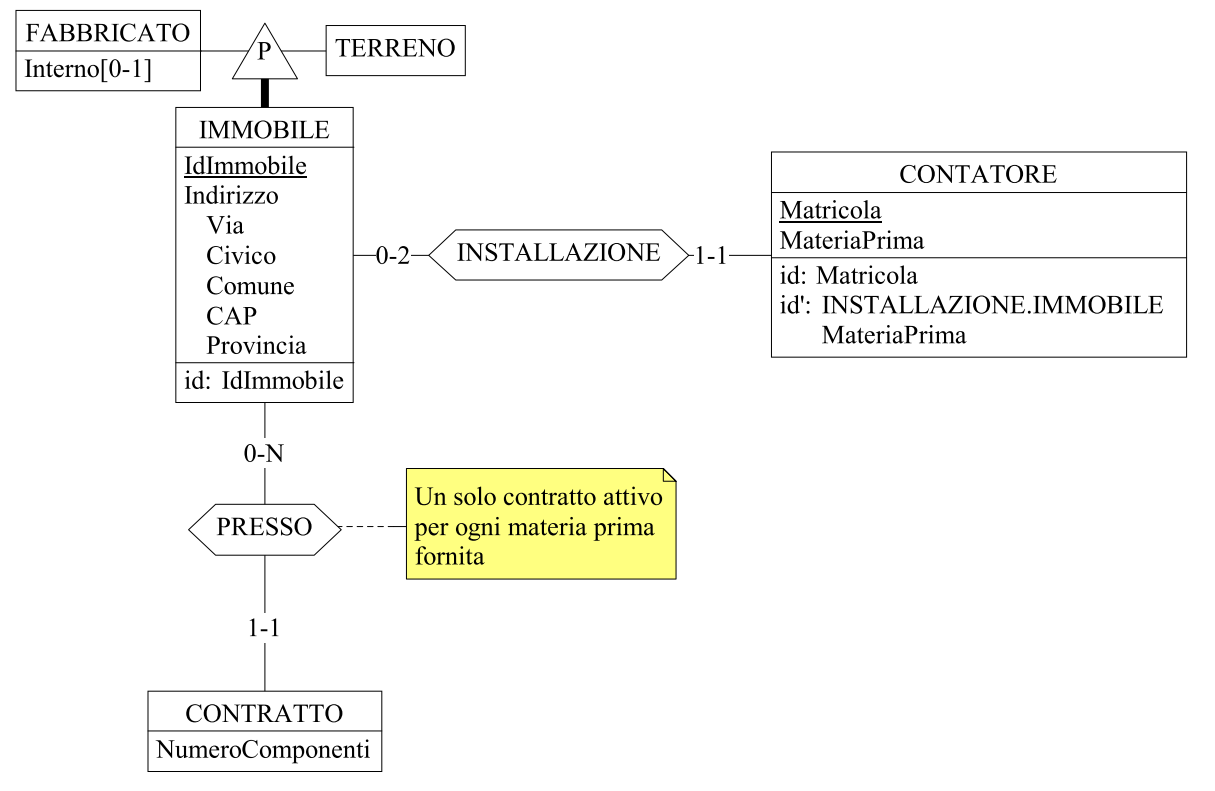 FABBRICATO
Interno[0-1]
P
TERRENO
IMMOBILE
IdImmobile
Indirizzo
Via
Civico
Comune
CAP
Provincia
id: IdImmobile
0-2
INSTALLAZIONE
1-1
CONTATORE
Matricola
MateriaPrima
id: Matricola
id': INSTALLAZIONE.IMMOBILE
MateriaPrima
0-N
PRESSO
Un solo contratto attivo
per ogni materia prima
fornita
1-1
CONTRATTO
NumeroComponenti